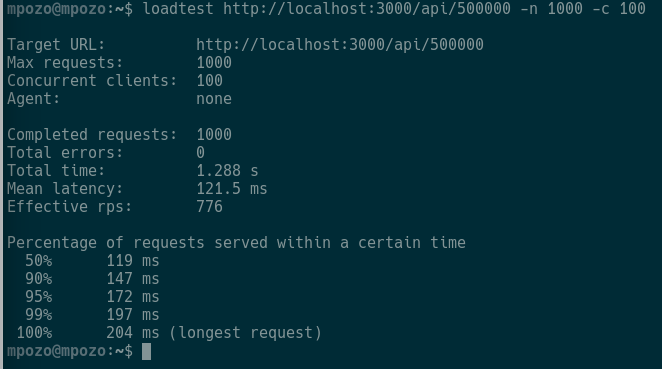 mpozo@mpozo:~$ loadtest http://localhost:3000/api/500000 -n 1000 -c 100
Target URL: http://localhost:3000/api/500000
Max requests: 1000
Concurrent clients: 100
Agent: none
Completed requests: 1000
Total errors: 0
Total time: 1.288 s
Mean latency: 121.5 ms
Effective rps: 776
Percentage of requests served within a certain time
50% 119 ms
90% 147 ms
95% 172 ms
99% 197 ms
100% 204 ms (longest request)
mpozo@mpozo:~$